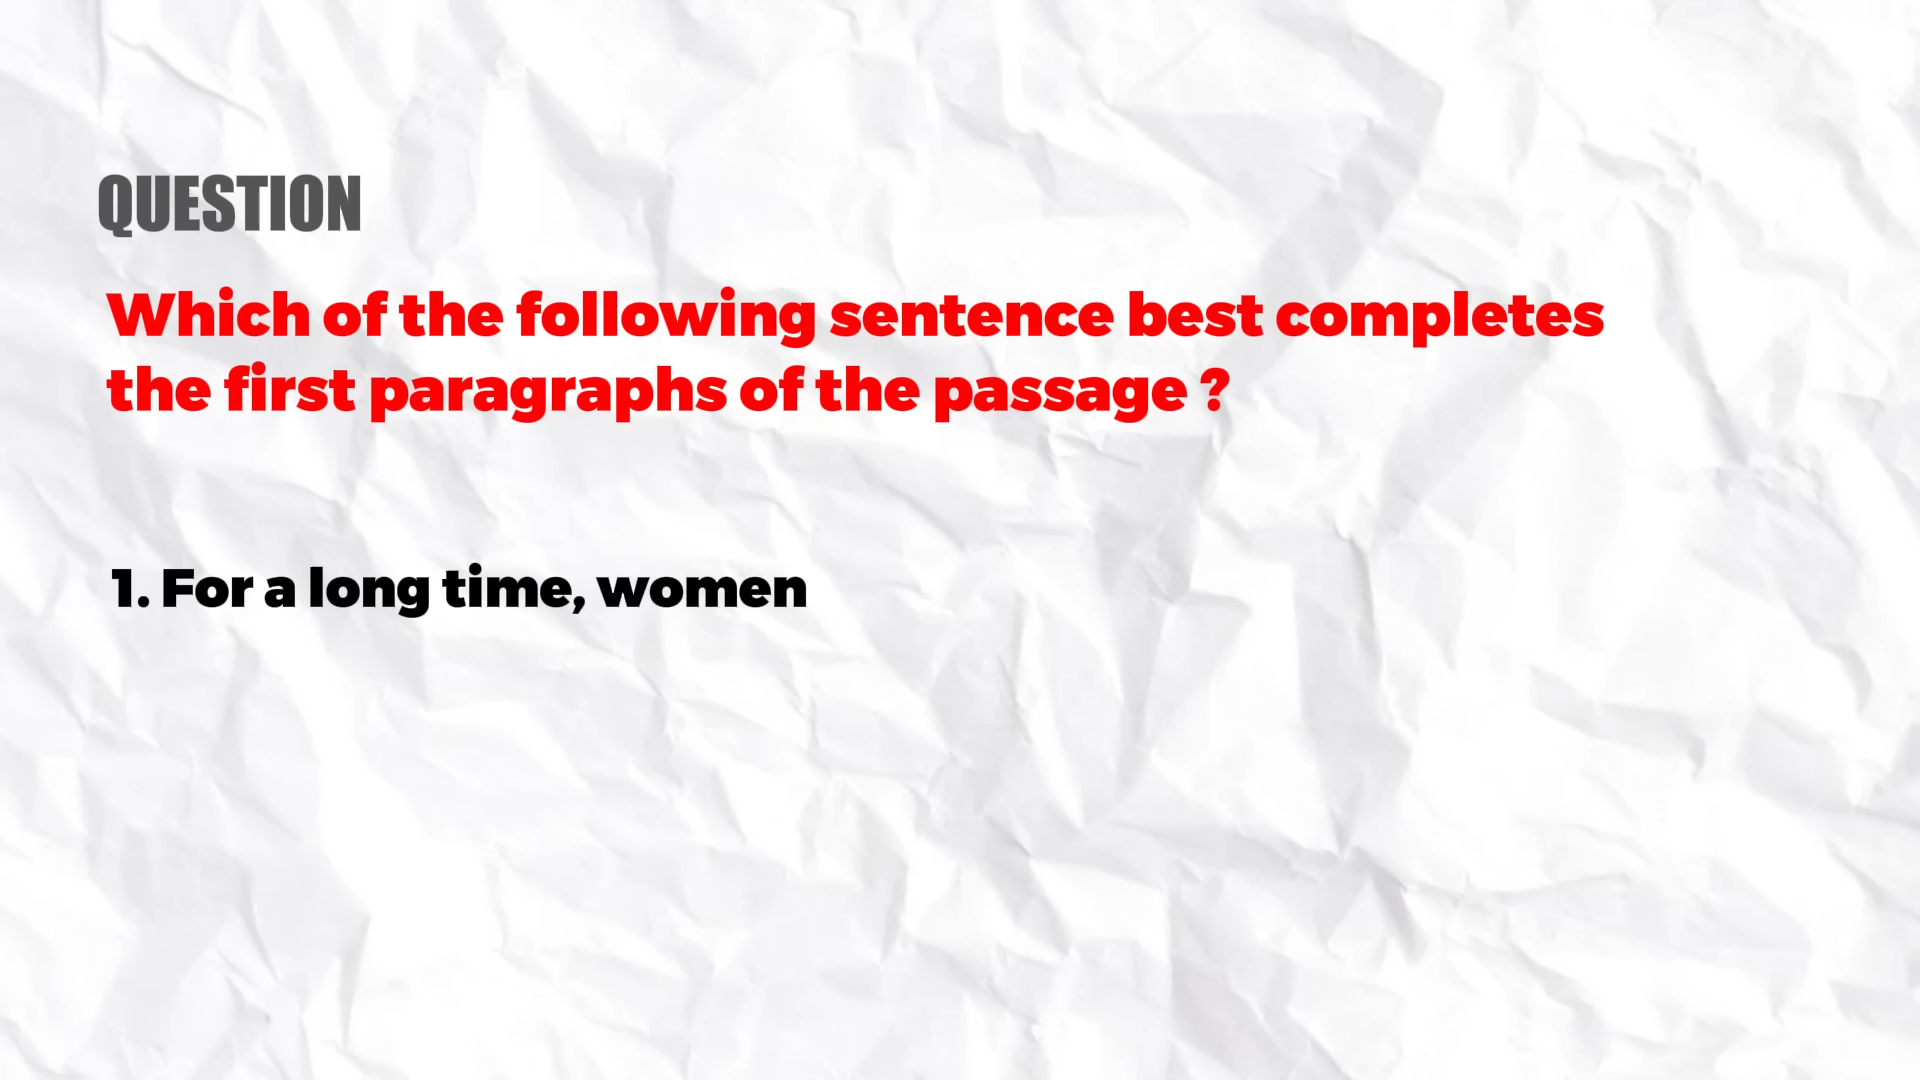 QUESTION
Which of the following sentence best completes
the first paragraphs of the passage ?
1. For a long time, women